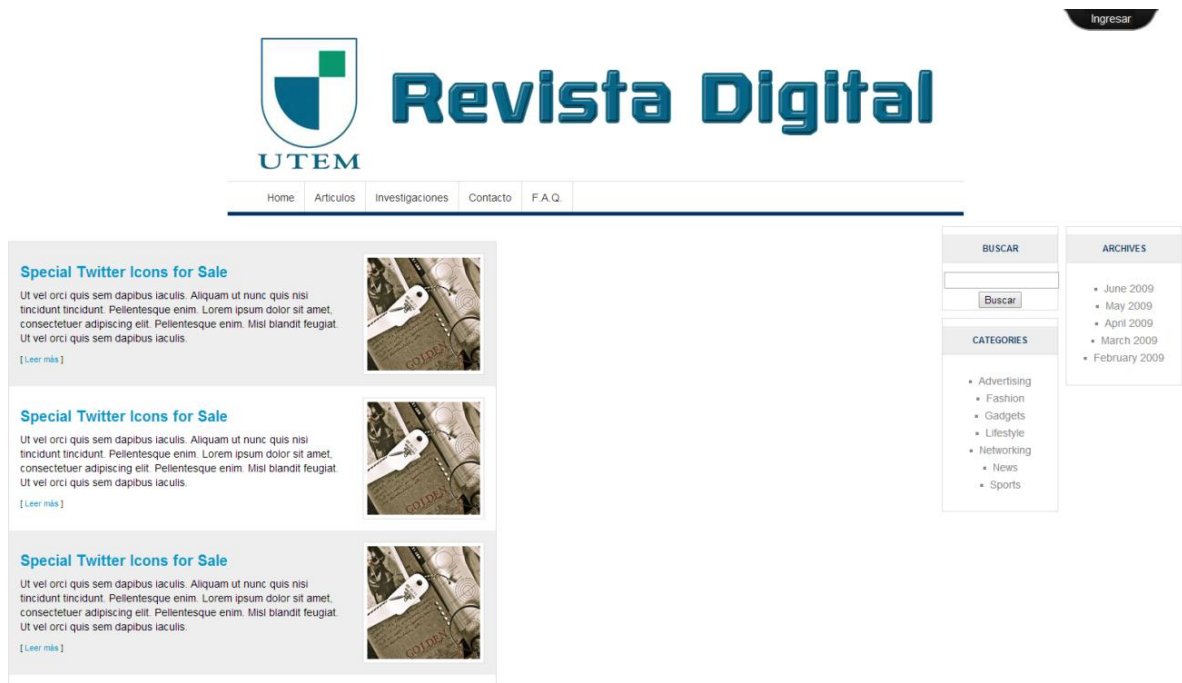 Ingresar
UTEM
Revista Digital
Home Articulos Investigaciones Contacto F.A.Q.
Special Twitter Icons for Sale
Ut vel orci quis sem dapibus iaculis. Aliquam ut nunc quis nisi
tincidunt tincidunt. Pellentesque enim. Lorem ipsum dolor sit amet,
consectetuer adipiscing elit. Pellentesque enim. Misl blandit feugiat.
Ut vel orci quis sem dapibus iaculis.
[ Leer más ]
GOLDEN
Special Twitter Icons for Sale
Ut vel orci quis sem dapibus iaculis. Aliquam ut nunc quis nisi
tincidunt tincidunt. Pellentesque enim. Lorem ipsum dolor sit amet,
consectetuer adipiscing elit. Pellentesque enim. Misl blandit feugiat.
Ut vel orci quis sem dapibus iaculis.
[ Leer más ]
GOLDEN
Special Twitter Icons for Sale
Ut vel orci quis sem dapibus iaculis. Aliquam ut nunc quis nisi
tincidunt tincidunt. Pellentesque enim. Lorem ipsum dolor sit amet,
consectetuer adipiscing elit. Pellentesque enim. Misl blandit feugiat.
Ut vel orci quis sem dapibus iaculis.
[ Leer más ]
GOLDEN
BUSCAR
Buscar
CATEGORIES
Advertising
Fashion
Gadgets
Lifestyle
Networking
News
Sports
ARCHIVES
June 2009
May 2009
April 2009
March 2009
February 2009